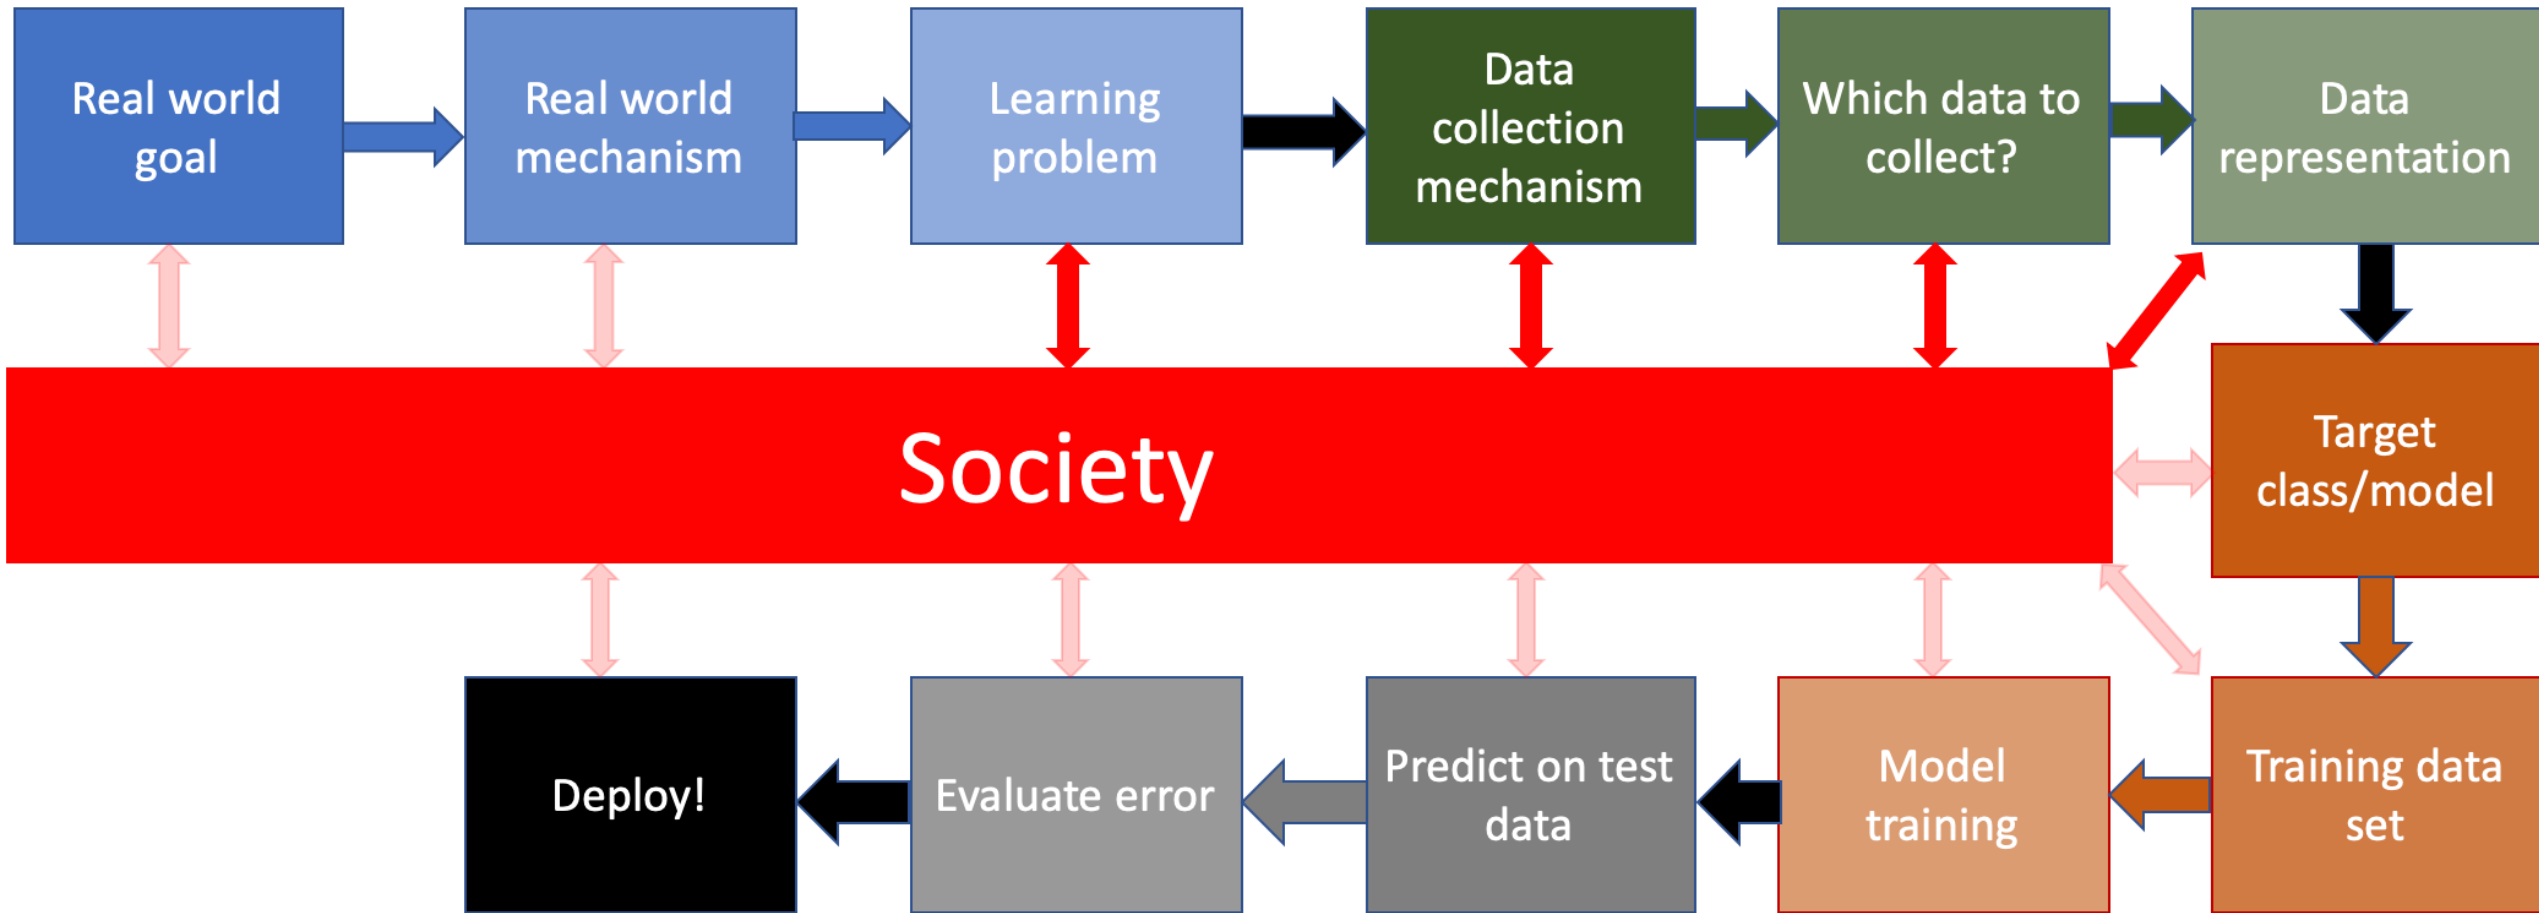 Real world
goal
Real world
mechanism
Learning
problem
Data
collection
mechanism
Which data to
collect?
Data
representation
Society
Target
class/model
Deploy!
Evaluate error
Predict on test
data
Model
training
Training data
set